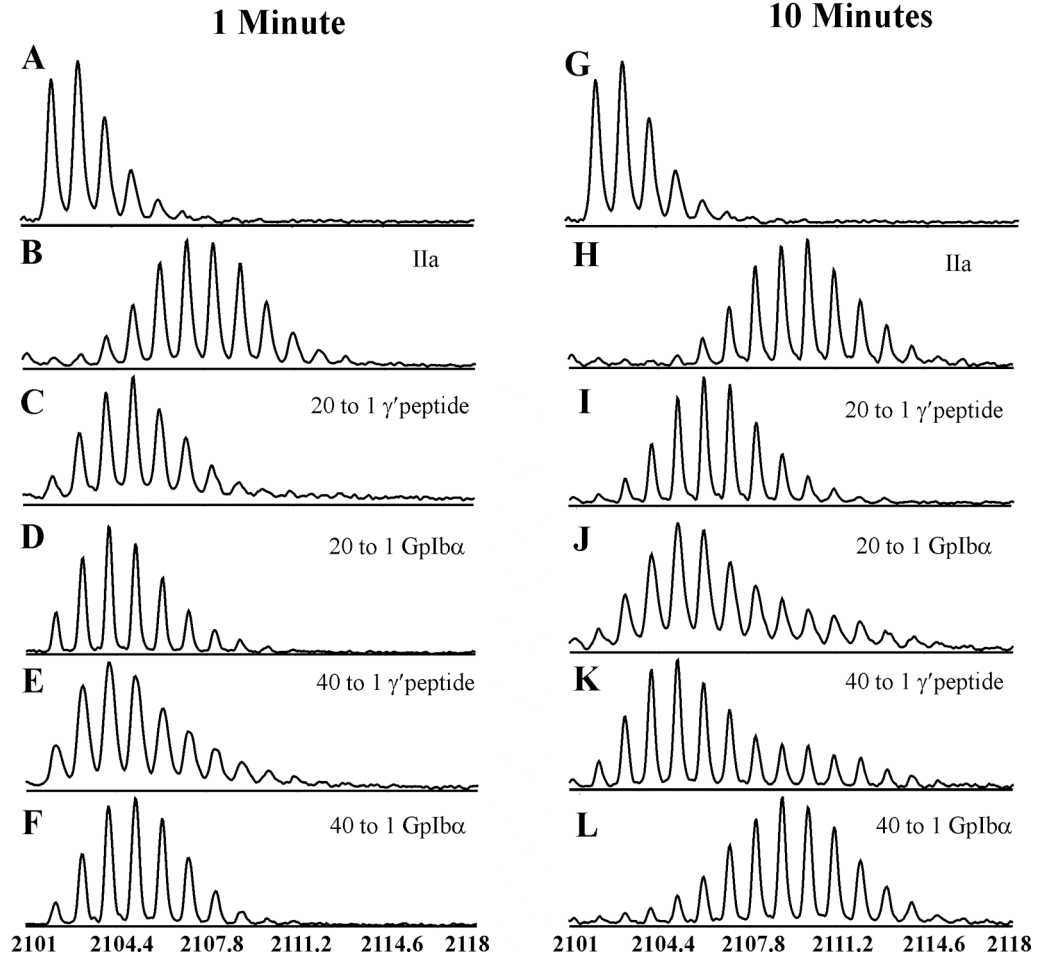 1 Minute
10 Minutes
A
G
B
IIa
H
IIa
C
20 to 1 γ′peptide
I
20 to 1 γ′peptide
D
20 to 1 GpIbα
J
20 to 1 GpIbα
E
40 to 1 γ′peptide
K
40 to 1 γ′peptide
F
40 to 1 GpIbα
L
40 to 1 GpIbα
2101 2104.4 2107.8 2111.2 2114.6 2118
2101 2104.4 2107.8 2111.2 2114.6 2118